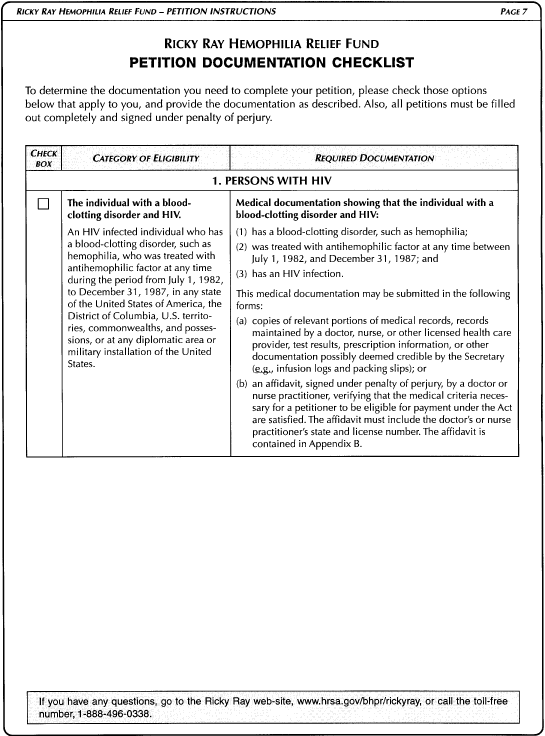 RICKY RAY HEMOPHILIA RELIEF FUND – PETITION INSTRUCTIONS PAGE 7
RICKY RAY HEMOPHILIA RELIEF FUND
PETITION DOCUMENTATION CHECKLIST
To determine the documentation you need to complete your petition, please check those options
below that apply to you, and provide the documentation as described. Also, all petitions must be filled
out completely and signed under penalty of perjury.
CHECK
BOX
CATEGORY OF ELIGIBILITY
REQUIRED DOCUMENTATION
1. PERSONS WITH HIV
The individual with a blood-
clotting disorder and HIV.
An HIV infected individual who has
a blood-clotting disorder, such as
hemophilia, who was treated with
antihemophilic factor at any time
during the period from July 1, 1982,
to December 31, 1987, in any state
of the United States of America, the
District of Columbia, U.S. territo-
ries, commonwealths, and posses-
sions, or at any diplomatic area or
military installation of the United
States.
Medical documentation showing that the individual with a
blood-clotting disorder and HIV:
(1) has a blood-clotting disorder, such as hemophilia;
(2) was treated with antihemophilic factor at any time between
July 1, 1982, and December 31, 1987; and
(3) has an HIV infection.
This medical documentation may be submitted in the following
forms:
(a) copies of relevant portions of medical records, records
maintained by a doctor, nurse, or other licensed health care
provider, test results, prescription information, or other
documentation possibly deemed credible by the Secretary
(e.g., infusion logs and packing slips); or
(b) an affidavit, signed under penalty of perjury, by a doctor or
nurse practitioner, verifying that the medical criteria neces-
sary for a petitioner to be eligible for payment under the Act
are satisfied. The affidavit must include the doctor's or nurse
practitioner's state and license number. The affidavit is
contained in Appendix B.
If you have any questions, go to the Ricky Ray web-site, www.hrsa.gov/bhpr/rickyray, or call the toll-free
number, 1-888-496-0338.